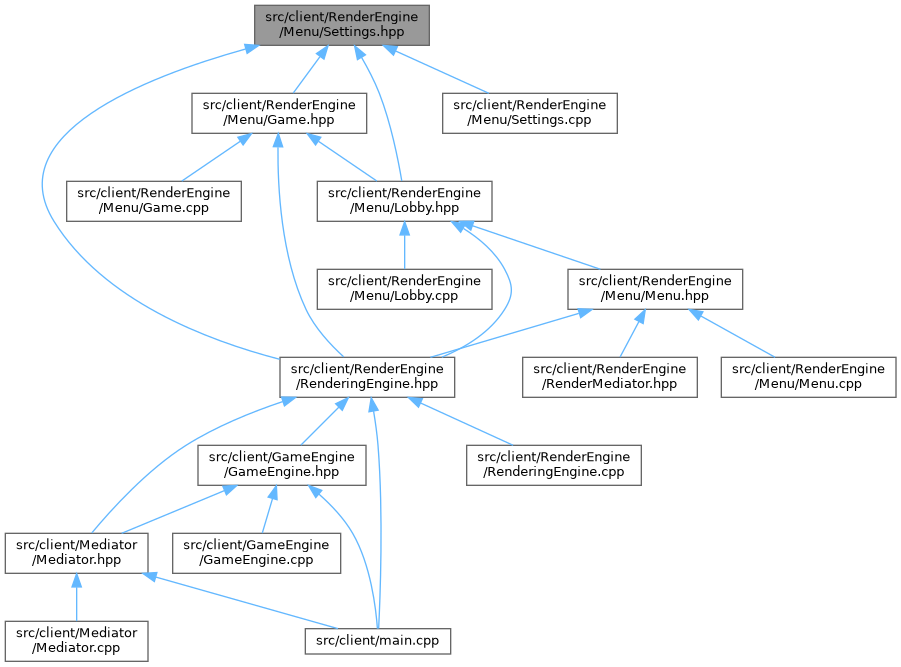 src/client/RenderEngine
/Menu/Settings.hpp
src/client/RenderEngine
/Menu/Game.hpp
src/client/RenderEngine
/Menu/Settings.cpp
src/client/RenderEngine
/Menu/Game.cpp
src/client/RenderEngine
/Menu/Lobby.hpp
src/client/RenderEngine
/Menu/Lobby.cpp
src/client/RenderEngine
/Menu/Menu.hpp
src/client/RenderEngine
/RenderingEngine.hpp
src/client/RenderEngine
/RenderMediator.hpp
src/client/RenderEngine
/Menu/Menu.cpp
src/client/GameEngine
/GameEngine.hpp
src/client/RenderEngine
/RenderingEngine.cpp
src/client/Mediator
/Mediator.hpp
src/client/GameEngine
/GameEngine.cpp
src/client/Mediator
/Mediator.cpp
src/client/main.cpp